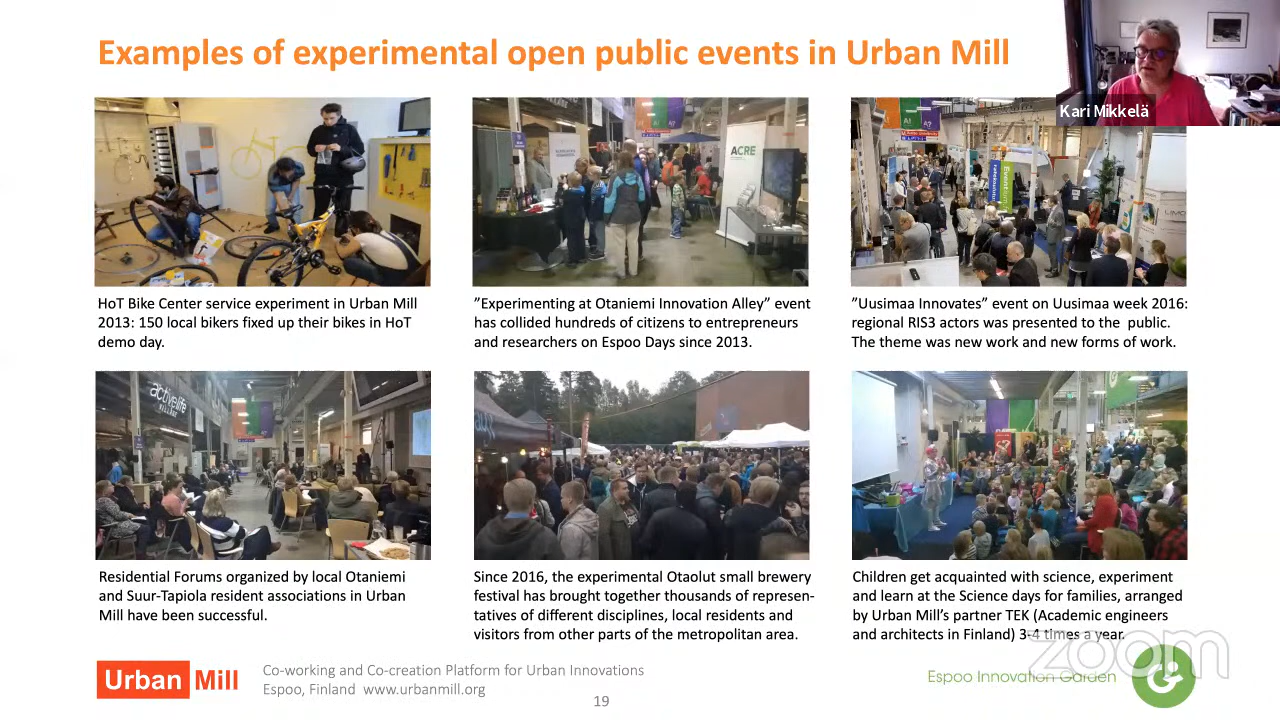 Examples of experimental open public events in Urban Mill
Kari Mikkelä
ACRE
HoT Bike Center service experiment in Urban Mill
2013: 150 local bikers fixed up their bikes in HoT
demo day.
”Experimenting at Otaniemi Innovation Alley” event
has collided hundreds of citizens to entrepreneurs
and researchers on Espoo Days since 2013.
”Uusimaa Innovates” event on Uusimaa week 2016:
regional RIS3 actors was presented to the public.
The theme was new work and new forms of work.
activelife
VILLAGE
Residential Forums organized by local Otaniemi
and Suur-Tapiola resident associations in Urban
Mill have been successful.
Since 2016, the experimental Otaolut small brewery
festival has brought together thousands of represen-
tatives of different disciplines, local residents and
visitors from other parts of the metropolitan area.
Children get acquainted with science, experiment
and learn at the Science days for families, arranged
by Urban Mill’s partner TEK (Academic engineers
and architects in Finland) 3-4 times a year.
Urban Mill
Co-working and Co-creation Platform for Urban Innovations
Espoo, Finland www.urbanmill.org
19
Espoo Innovation Garden
zoom